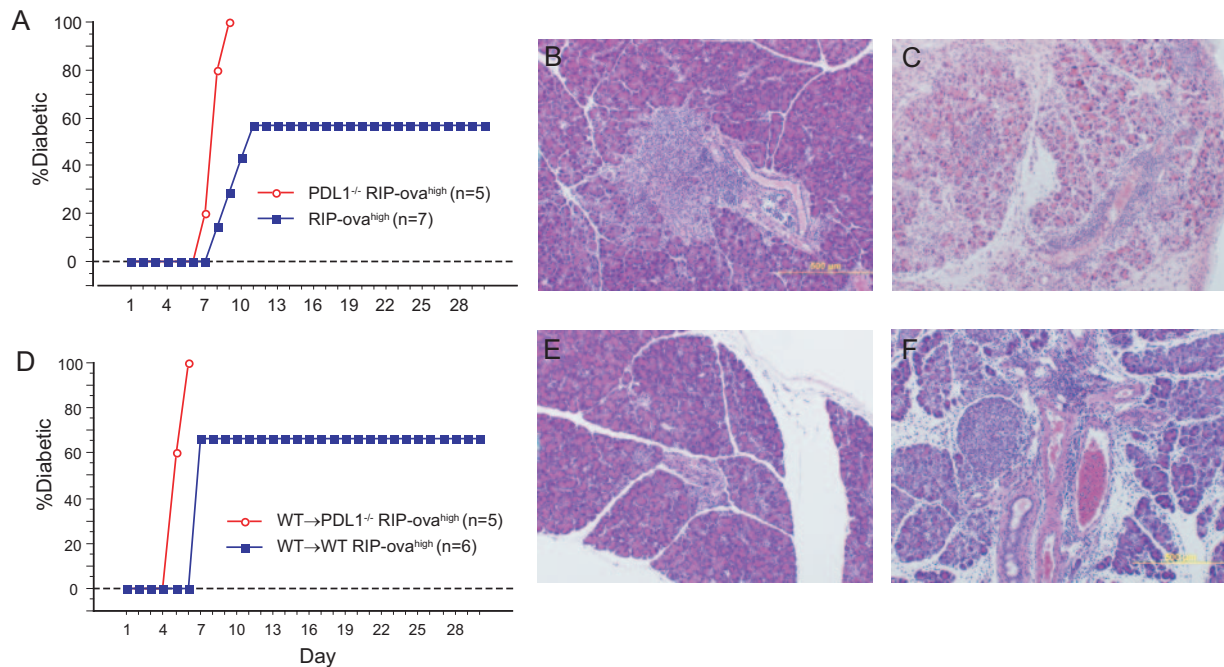 A
100
80
60
40
20
0
%Diabetic
PDL1-/- RIP-ovahigh (n=5)
RIP-ovahigh (n=7)
1 4 7 10 13 16 19 22 25 28
B
500 µm
C
D
100
80
60
40
20
0
%Diabetic
WT→PDL1-/- RIP-ovahigh (n=5)
WT→WT RIP-ovahigh (n=6)
1 4 7 10 13 16 19 22 25 28
Day
E
F